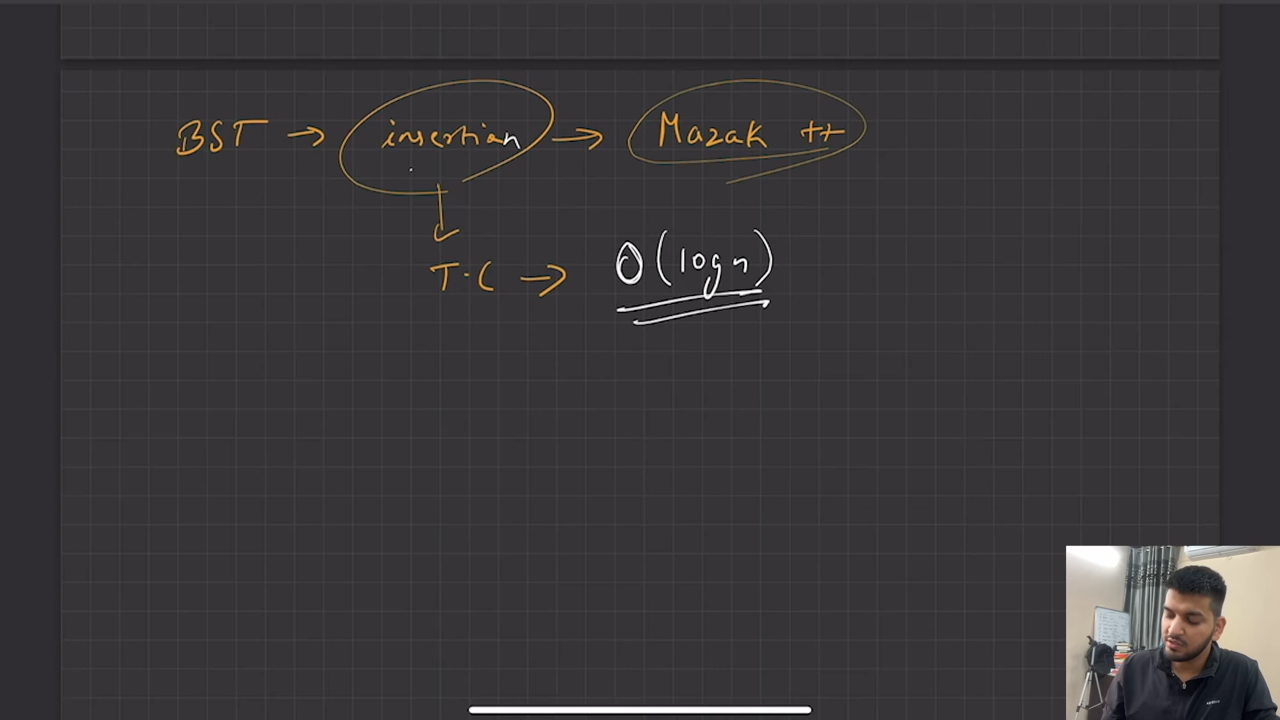 BST → insertion → Mazak ++
T.C → O(log n)